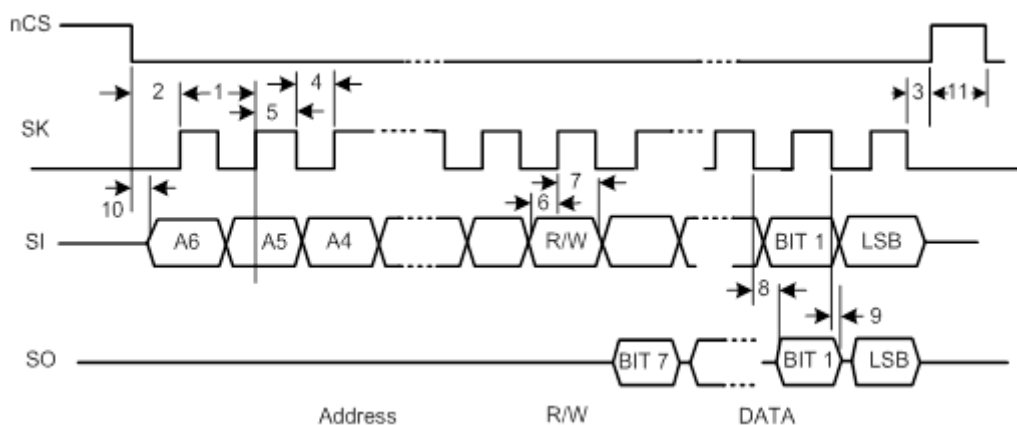 nCS
2 1 4 3 11
5
SK
7
10 6
SI A6 A5 A4 R/W BIT 1 LSB
8 9
SO BIT 7 BIT 1 LSB
Address R/W DATA